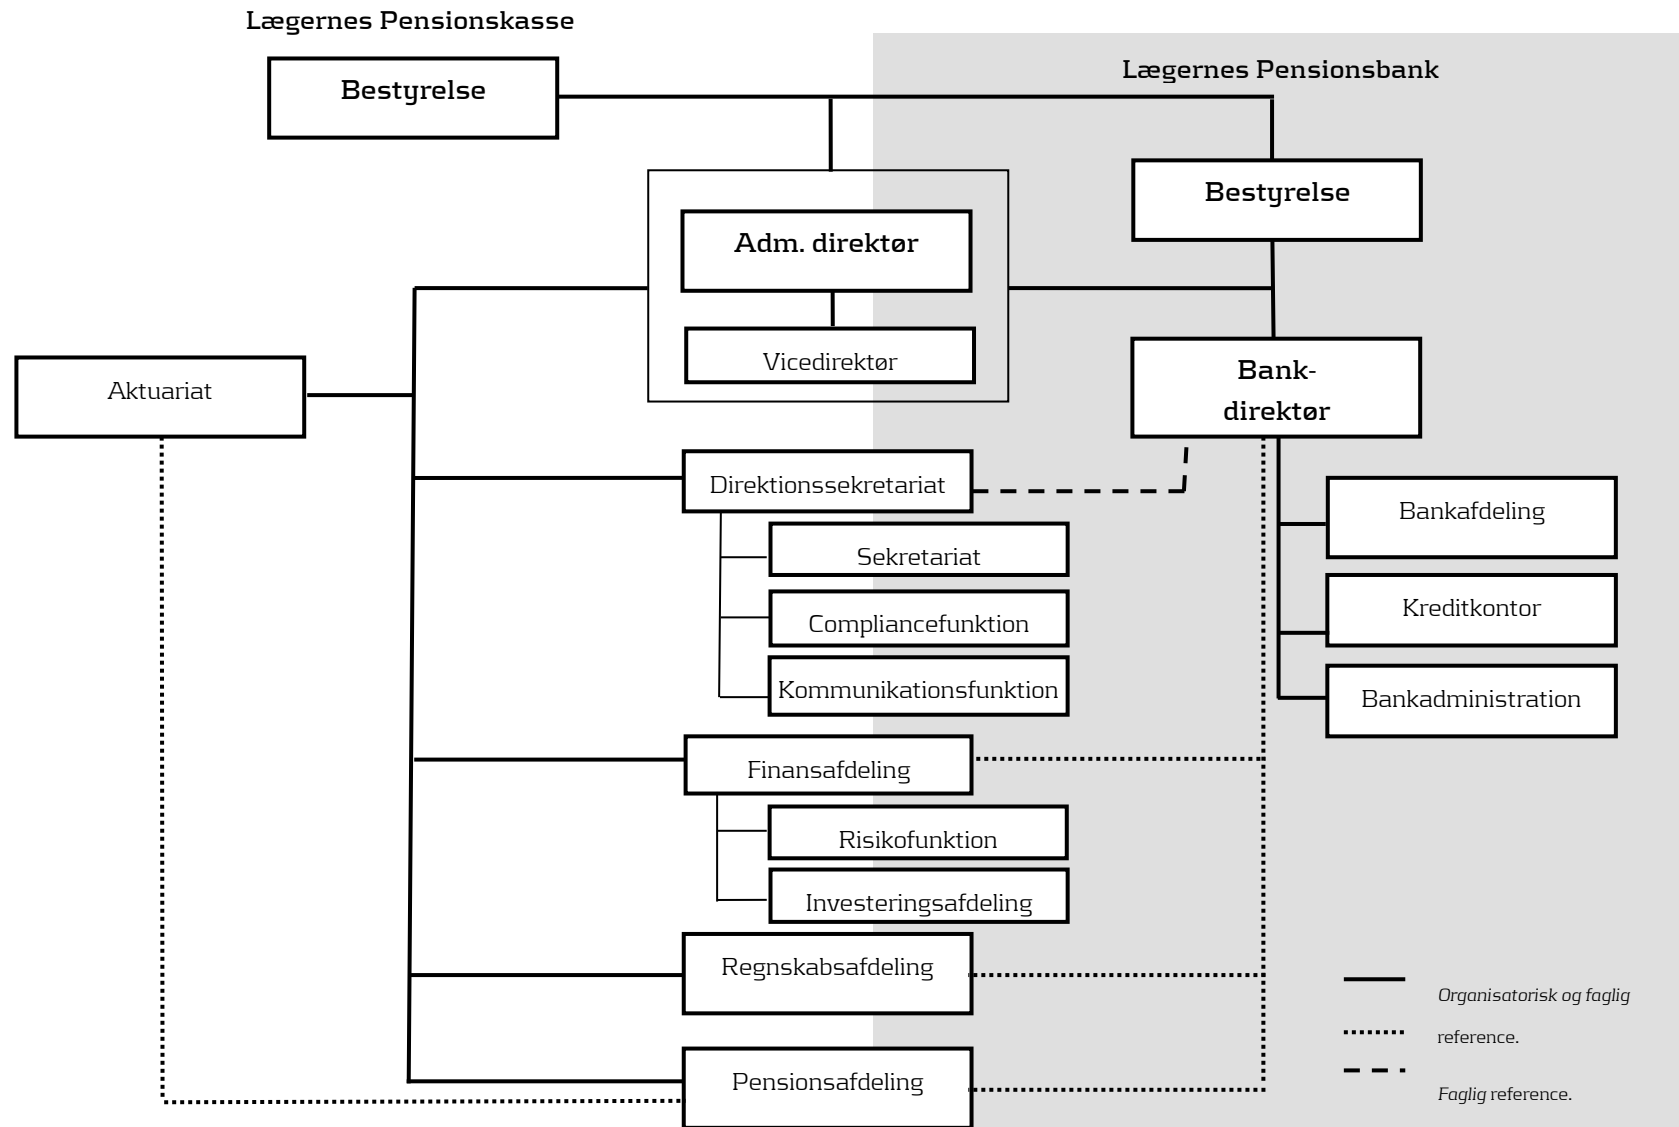 Lægernes Pensionskasse
Bestyrelse
Lægernes Pensionsbank
Bestyrelse
Adm. direktør
Vicedirektør
Aktuariat
Bank-
direktør
Direktionssekretariat
Sekretariat
Compliancefunktion
Kommunikationsfunktion
Bankafdeling
Kreditkontor
Bankadministration
Finansafdeling
Risikofunktion
Investeringsafdeling
Regnskabsafdeling
Pensionsafdeling
Organisatorisk og faglig
reference.
Faglig reference.